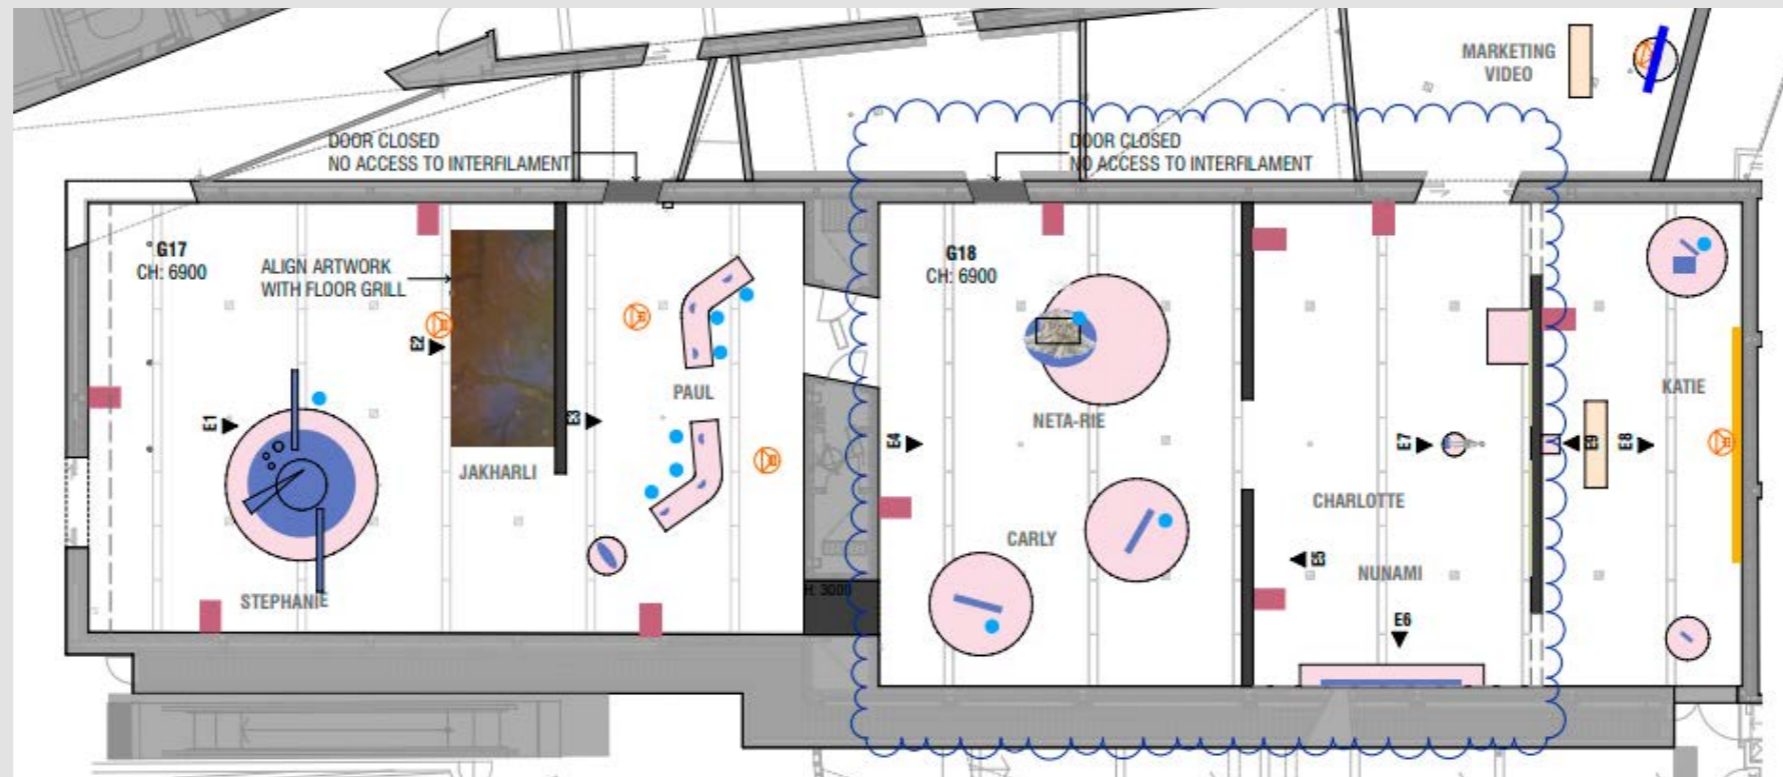 MARKETING
VIDEO
DOOR CLOSED
NO ACCESS TO INTERFILAMENT
DOOR CLOSED
NO ACCESS TO INTERFILAMENT
G17
CH: 6900
ALIGN ARTWORK
WITH FLOOR GRILL
G18
CH: 6900
E2
E1
E3
PAUL
JAKHARLI
STEPHANIE
H: 3000
E4
NETA-RIE
CARLY
E5
E7
CHARLOTTE
NUNAMI
E6
E9
E8
KATIE